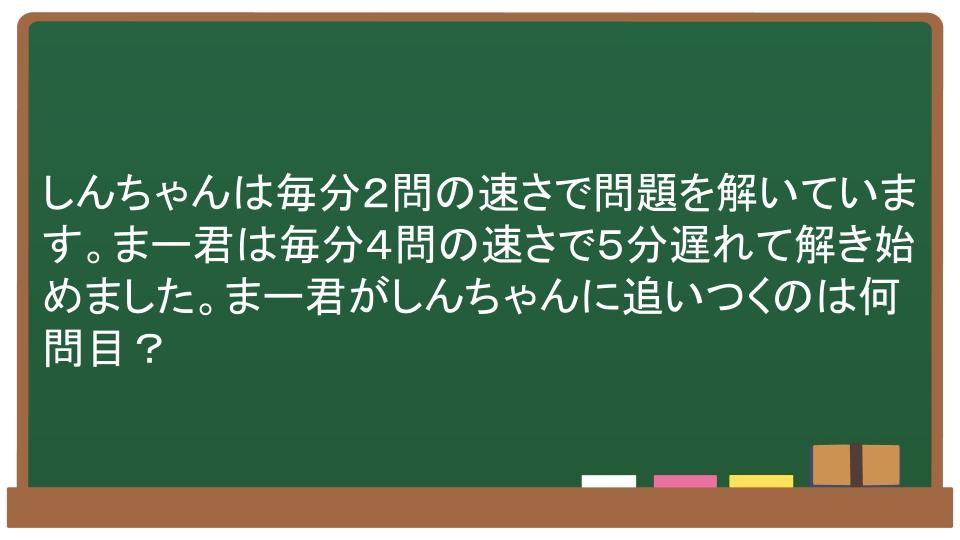 しんちゃんは毎分２問の速さで問題を解いていま
す。まー君は毎分４問の速さで５分遅れて解き始
めました。まー君がしんちゃんに追いつくのは何
問目？